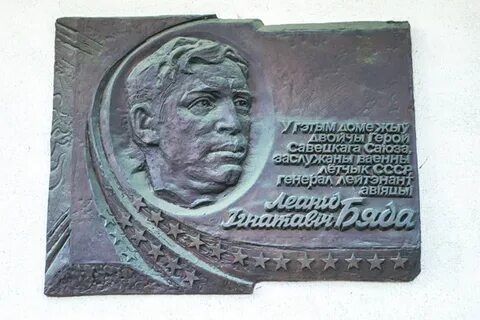 У гэтым доме жыў
двойчы Герой
Савецкага Саюза,
заслужаны ваенны
лётчык СССР,
генерал лейтэнант
авіяцыі
Леанід
Ігнатавіч Бяда